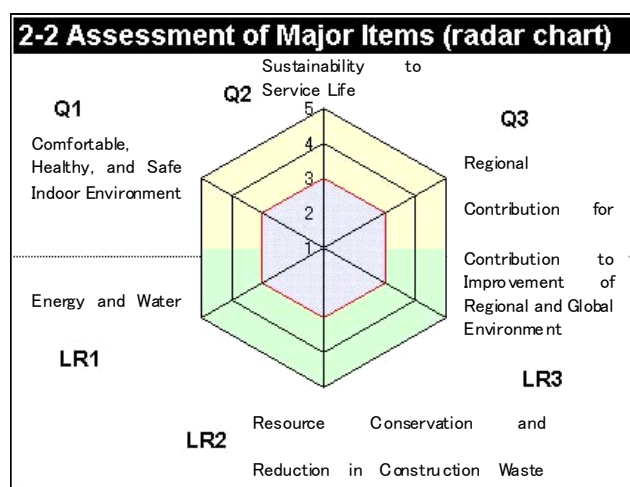 2-2 Assessment of Major Items (radar chart)
Sustainability to
Service Life
Q2
Q1
Comfortable,
Healthy, and Safe
Indoor Environment
Q3
Regional
Contribution for
5
4
3
2
1
Energy and Water
LR1
Contribution to
Improvement of
Regional and Global
Environment
LR3
LR2
Resource Conservation and
Reduction in Construction Waste